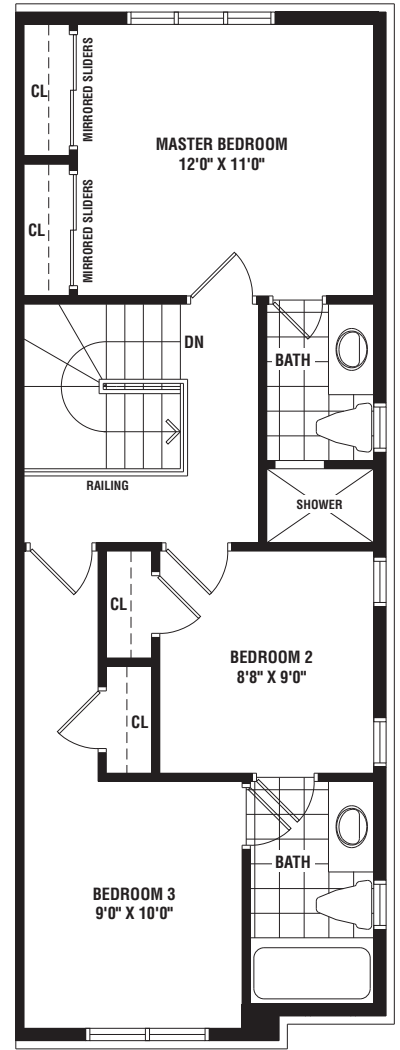 CL
MIRRORED SLIDERS
MASTER BEDROOM
12'0" X 11'0"
CL
MIRRORED SLIDERS
DN
BATH
RAILING
SHOWER
CL
BEDROOM 2
8'8" X 9'0"
CL
BATH
BEDROOM 3
9'0" X 10'0"